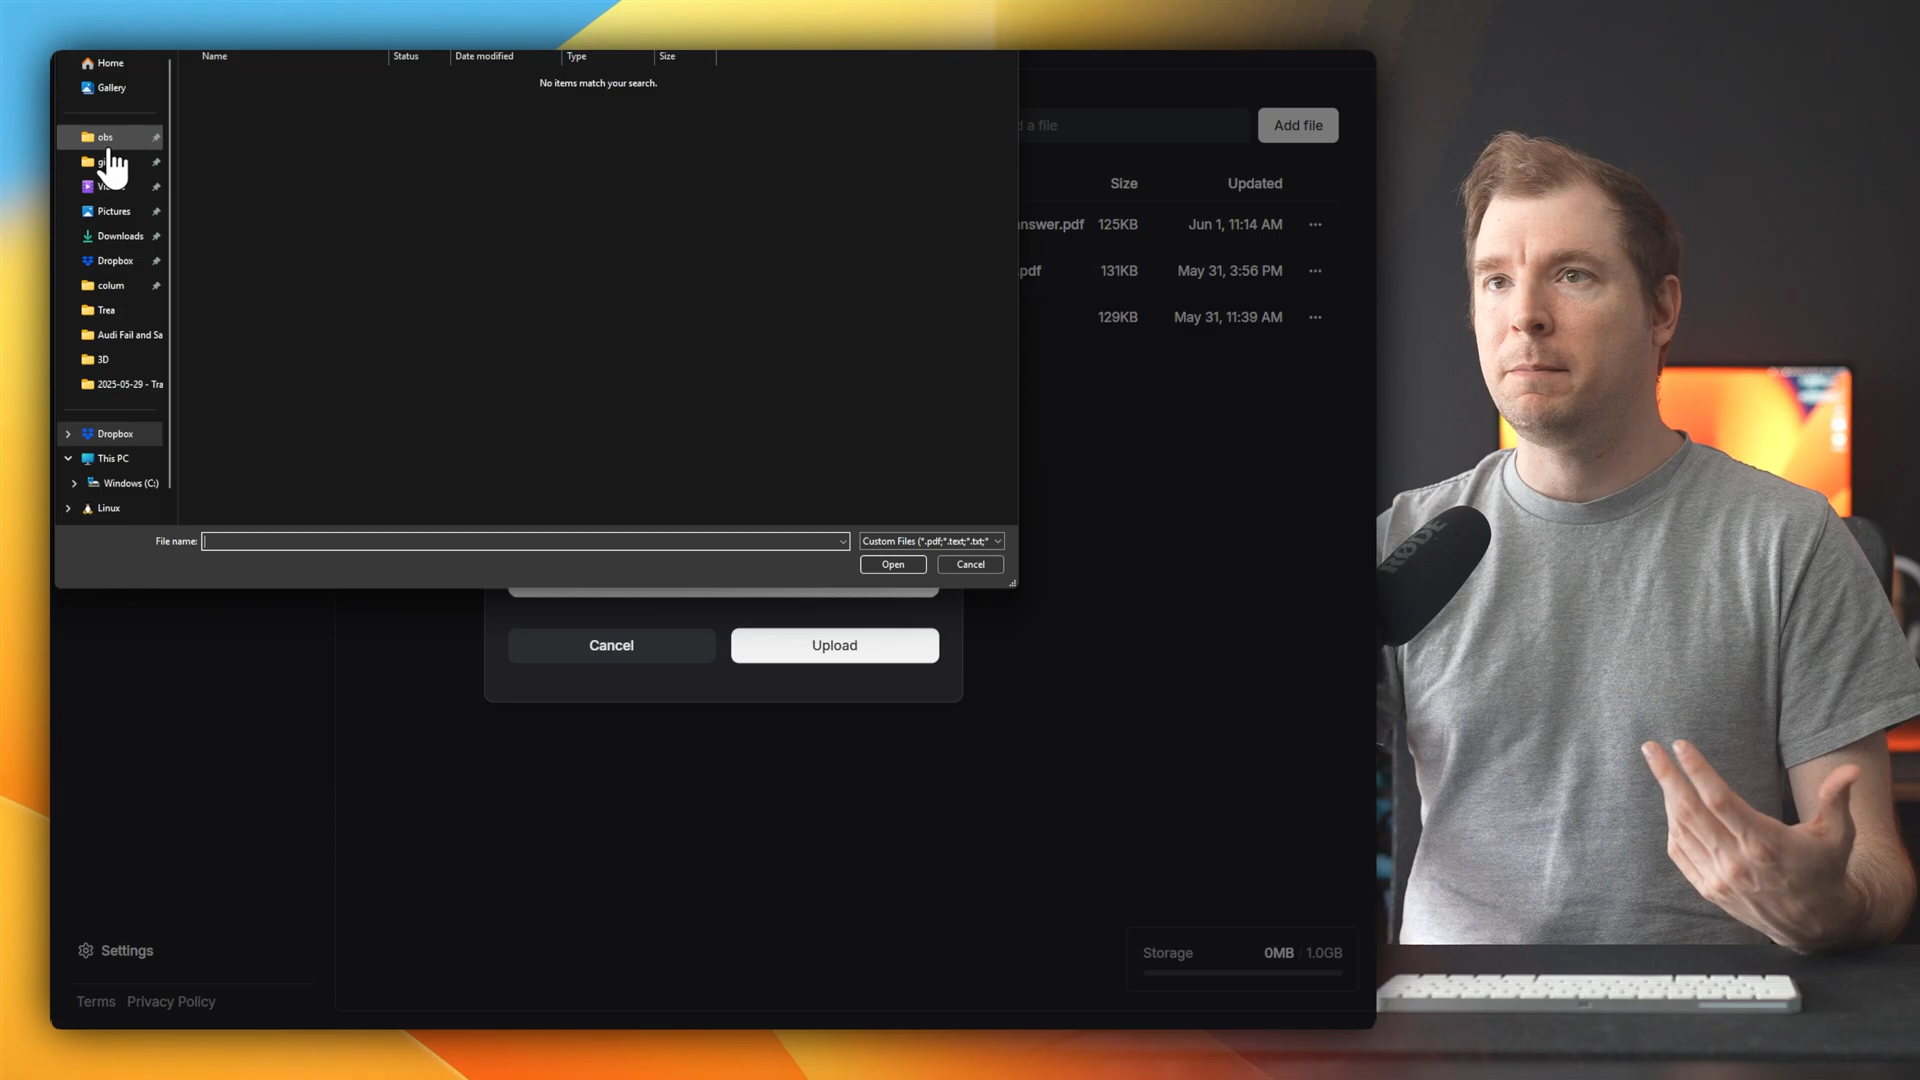 Home
Gallery
obs
Pictures
Downloads
Dropbox
colum
Trea
Audi Fail and Sa
3D
2025-05-29 - Tra
Dropbox
This PC
Windows (C:)
Linux
Name Status Date modified Type Size
No items match your search.
File name:
Custom Files (*.pdf;*.text;*.txt;*
Open Cancel
Cancel Upload
d a file
Add file
Size Updated
nswer.pdf 125KB Jun 1, 11:14 AM
.pdf 131KB May 31, 3:56 PM
129KB May 31, 11:39 AM
Settings
Terms Privacy Policy
Storage 0MB / 1.0GB
RØDE